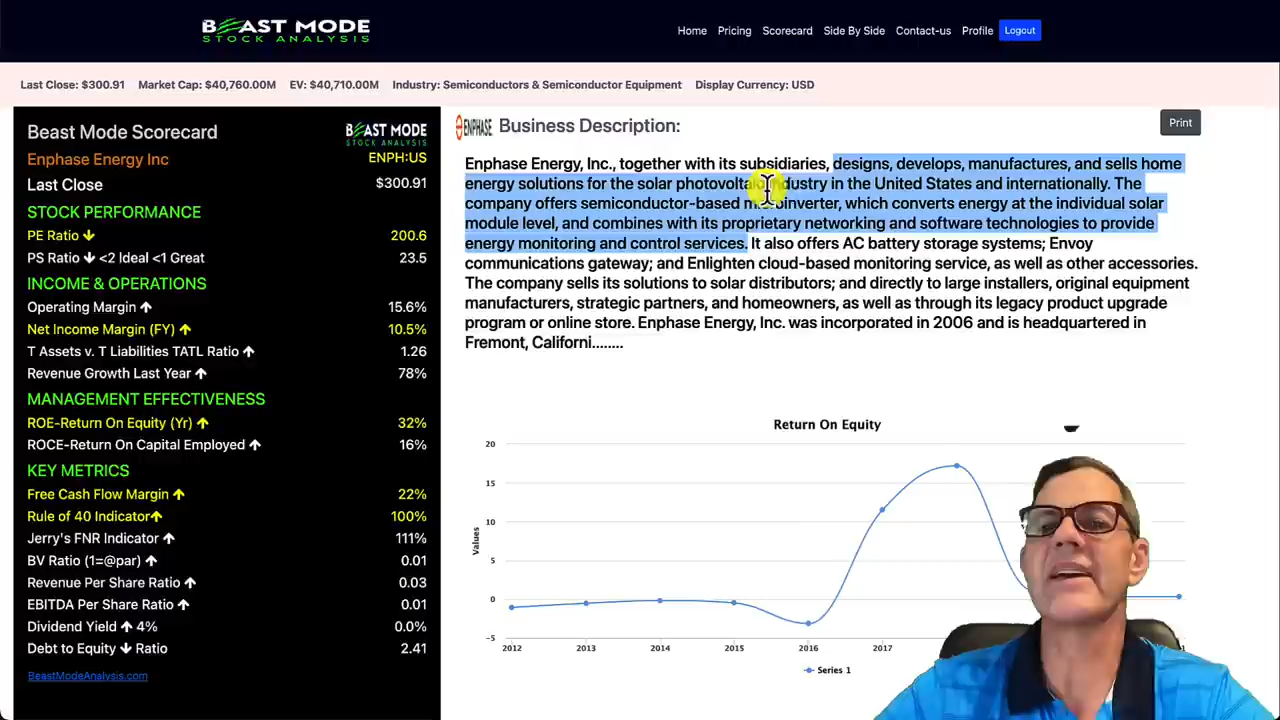 BEAST MODE
STOCK ANALYSIS
Home Pricing Scorecard Side By Side Contact-us Profile Logout
Last Close: $300.91 Market Cap: $40,760.00M EV: $40,710.00M Industry: Semiconductors & Semiconductor Equipment Display Currency: USD
Beast Mode Scorecard
BEAST MODE
STOCK ANALYSIS
Enphase Energy Inc ENPH:US
Last Close $300.91
STOCK PERFORMANCE
PE Ratio ↓ 200.6
PS Ratio ↓ <2 Ideal <1 Great 23.5
INCOME & OPERATIONS
Operating Margin ↑ 15.6%
Net Income Margin (FY) ↑ 10.5%
T Assets v. T Liabilities TATL Ratio ↑ 1.26
Revenue Growth Last Year ↑ 78%
MANAGEMENT EFFECTIVENESS
ROE-Return On Equity (Yr) ↑ 32%
ROCE-Return On Capital Employed ↑ 16%
KEY METRICS
Free Cash Flow Margin ↑ 22%
Rule of 40 Indicator↑ 100%
Jerry's FNR Indicator ↑ 111%
BV Ratio (1=@par) ↑ 0.01
Revenue Per Share Ratio ↑ 0.03
EBITDA Per Share Ratio ↑ 0.01
Dividend Yield ↑ 4% 0.0%
Debt to Equity ↓ Ratio 2.41
BeastModeAnalysis.com
ENPHASE Business Description:
Print
Enphase Energy, Inc., together with its subsidiaries, designs, develops, manufactures, and sells home
energy solutions for the solar photovoltaic industry in the United States and internationally. The
company offers semiconductor-based microinverter, which converts energy at the individual solar
module level, and combines with its proprietary networking and software technologies to provide
energy monitoring and control services. It also offers AC battery storage systems; Envoy
communications gateway; and Enlighten cloud-based monitoring service, as well as other accessories.
The company sells its solutions to solar distributors; and directly to large installers, original equipment
manufacturers, strategic partners, and homeowners, as well as through its legacy product upgrade
program or online store. Enphase Energy, Inc. was incorporated in 2006 and is headquartered in
Fremont, Californi........
Return On Equity
20
15
10
5
0
-5
Values
2012 2013 2014 2015 2016 2017
Series 1